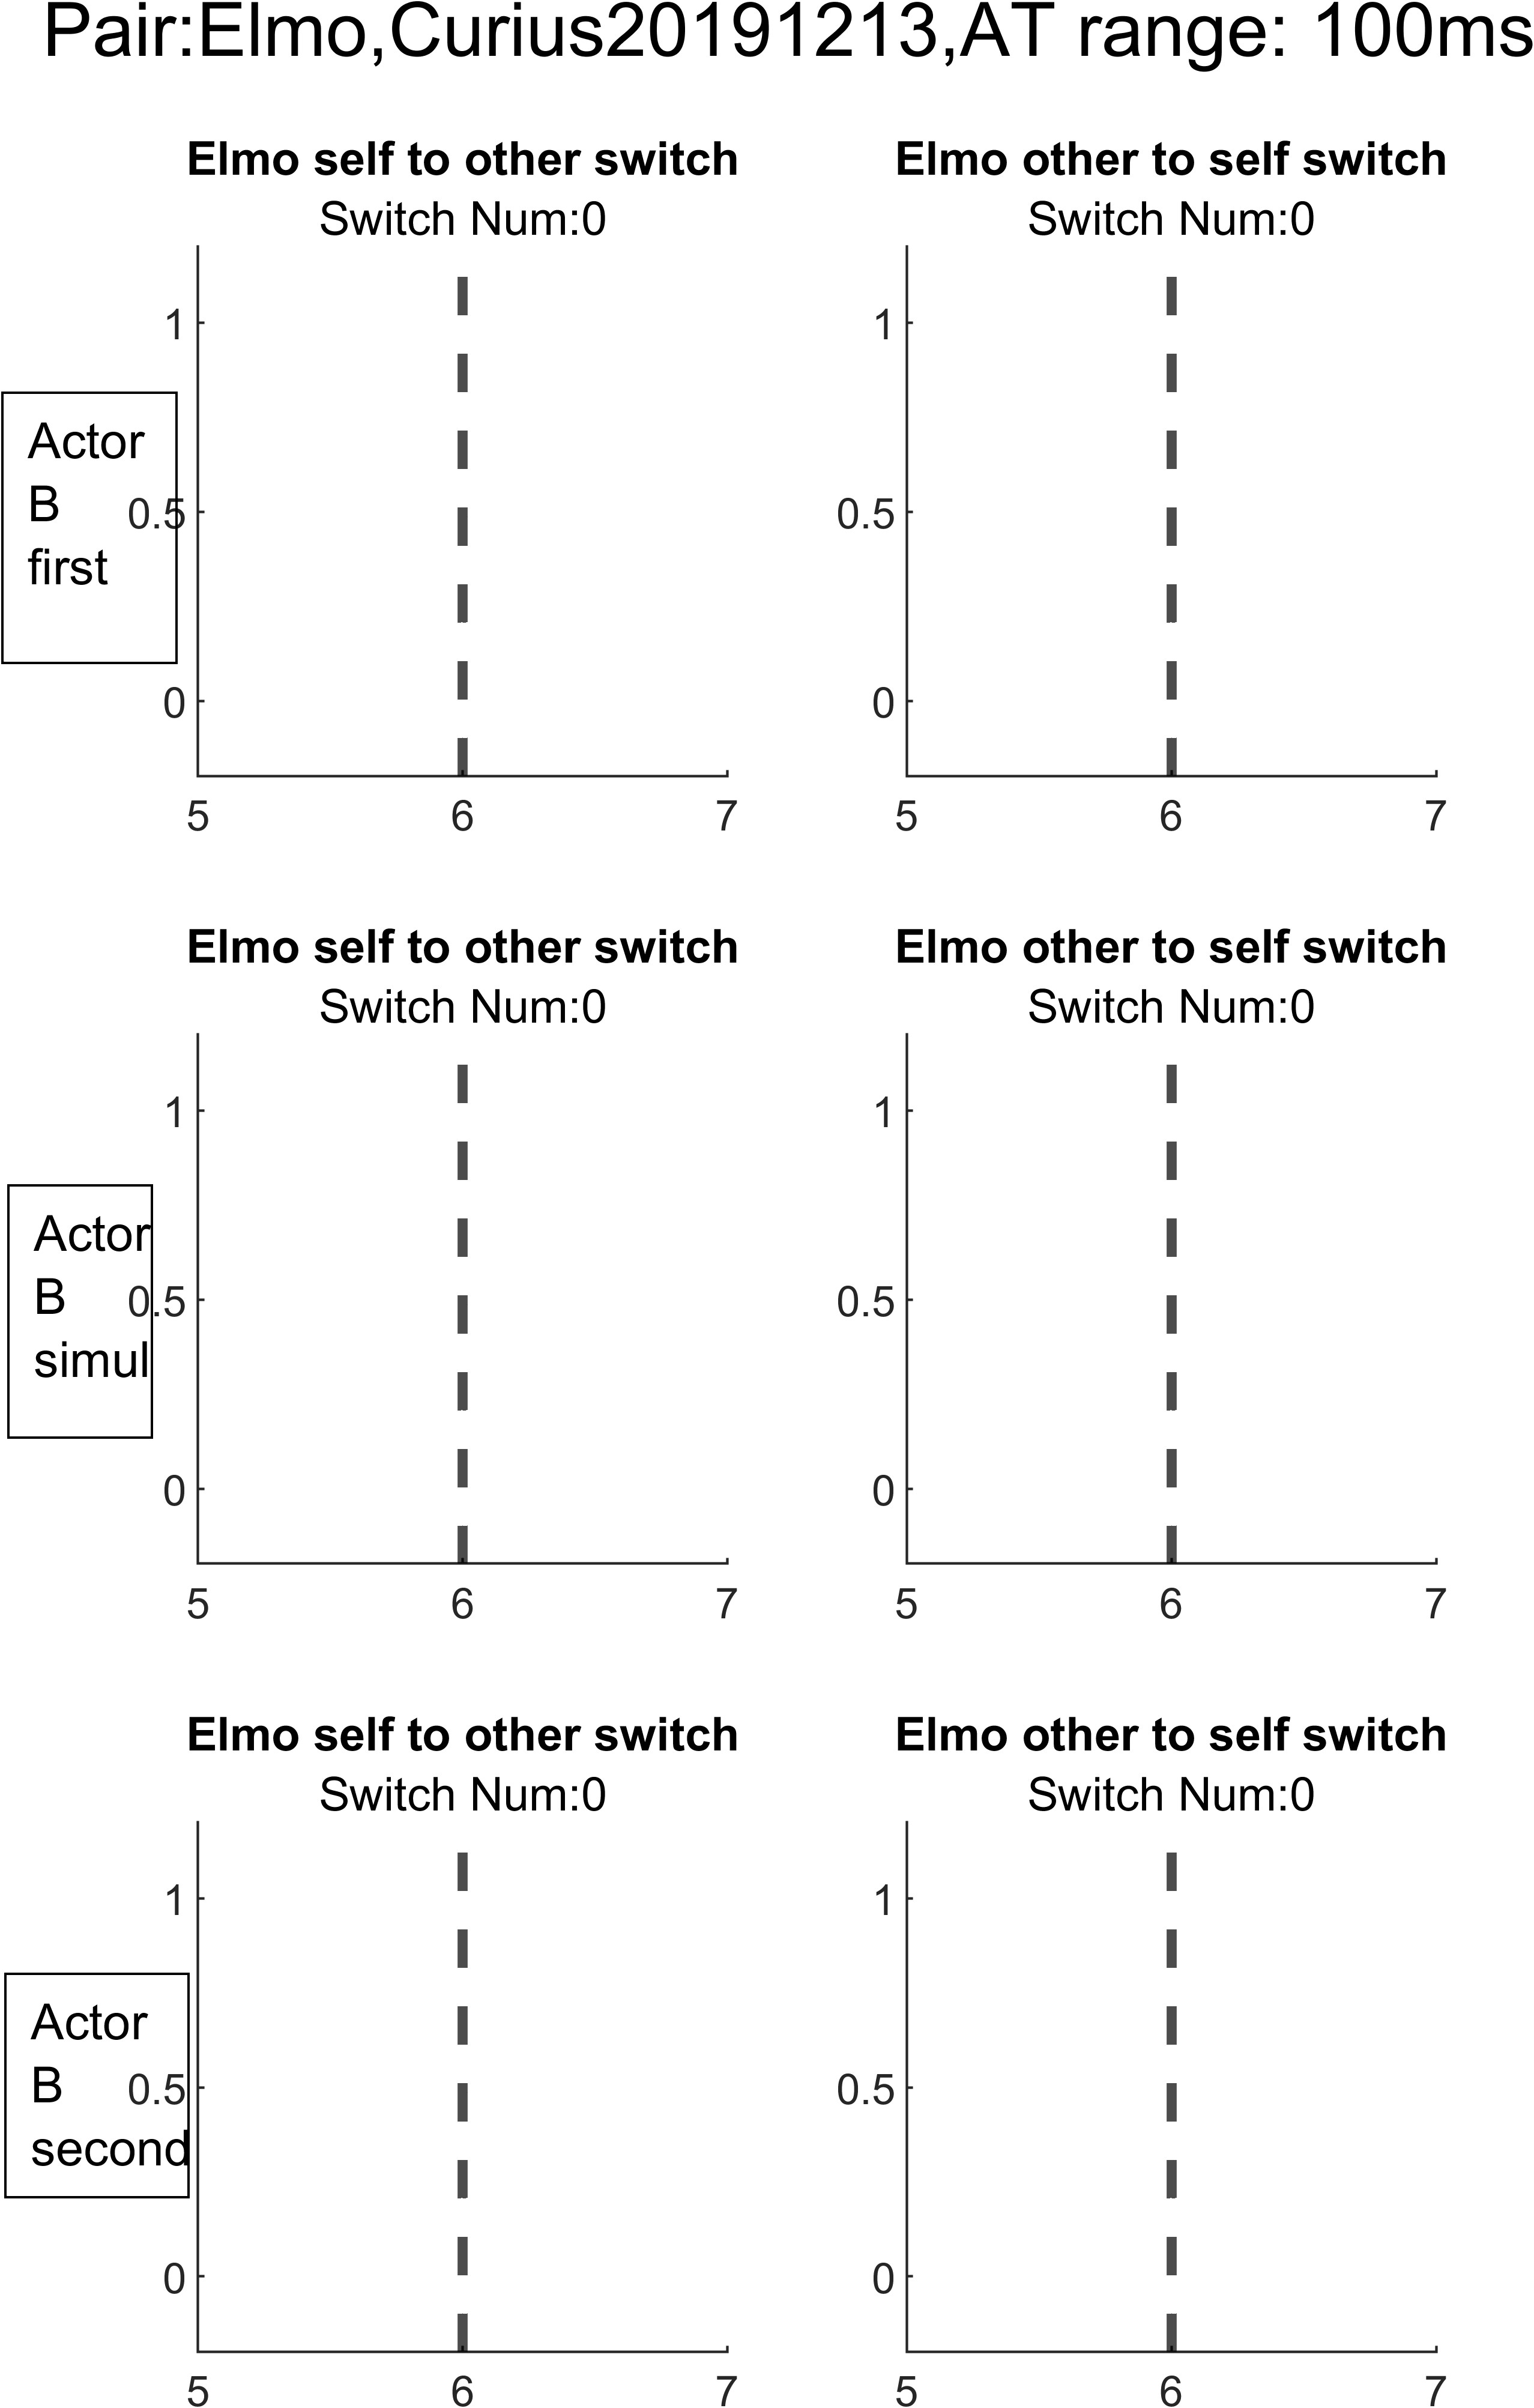 Pair:Elmo,Curius20191213,AT range: 100ms
Elmo self to other switch
Switch Num:0
1
0.5
0
5 6 7
Actor
B
first
Elmo other to self switch
Switch Num:0
1
0.5
0
5 6 7
Elmo self to other switch
Switch Num:0
1
0.5
0
5 6 7
Actor
B
simul
Elmo other to self switch
Switch Num:0
1
0.5
0
5 6 7
Elmo self to other switch
Switch Num:0
1
0.5
0
5 6 7
Actor
B
second
Elmo other to self switch
Switch Num:0
1
0.5
0
5 6 7